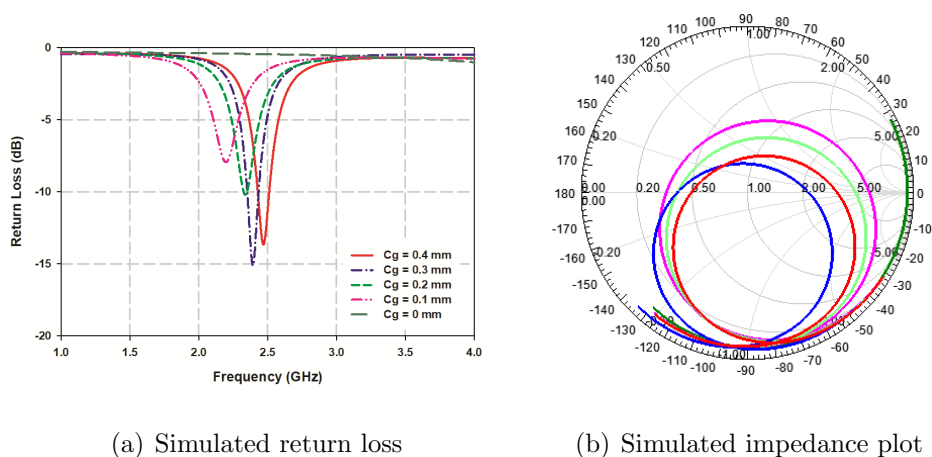 Return Loss (dB)
0
-5
-10
-15
-20
1.0 1.5 2.0 2.5 3.0 3.5 4.0
Frequency (GHz)
Cg = 0.4 mm
Cg = 0.3 mm
Cg = 0.2 mm
Cg = 0.1 mm
Cg = 0 mm
100 90 80
110 1.00 70
120 60
130 0.50 2.00 50
140 40
150 30
160 0.20 5.00 20
170 10
180 0.00 0.20 0.50 1.00 2.00 5.00 0
0.00
-170 -10
-160 -0.20 -5.00 -20
-150 -30
-140 -40
-130 -50
-120 -60
-110 -1.00 -70
-100 -90 -80
(a) Simulated return loss
(b) Simulated impedance plot